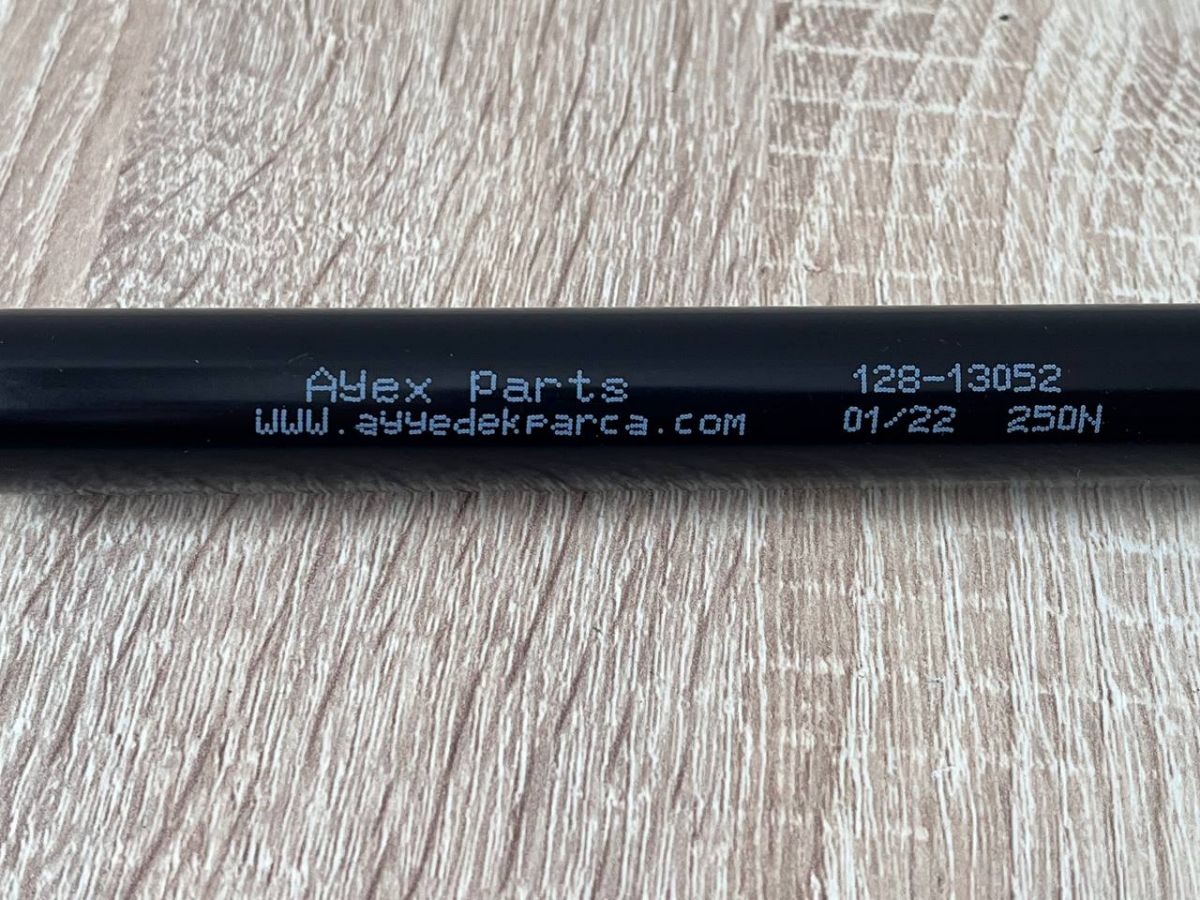 AYex Parts 128-13052
WWW.ayyedekparca.com 01/22 250N